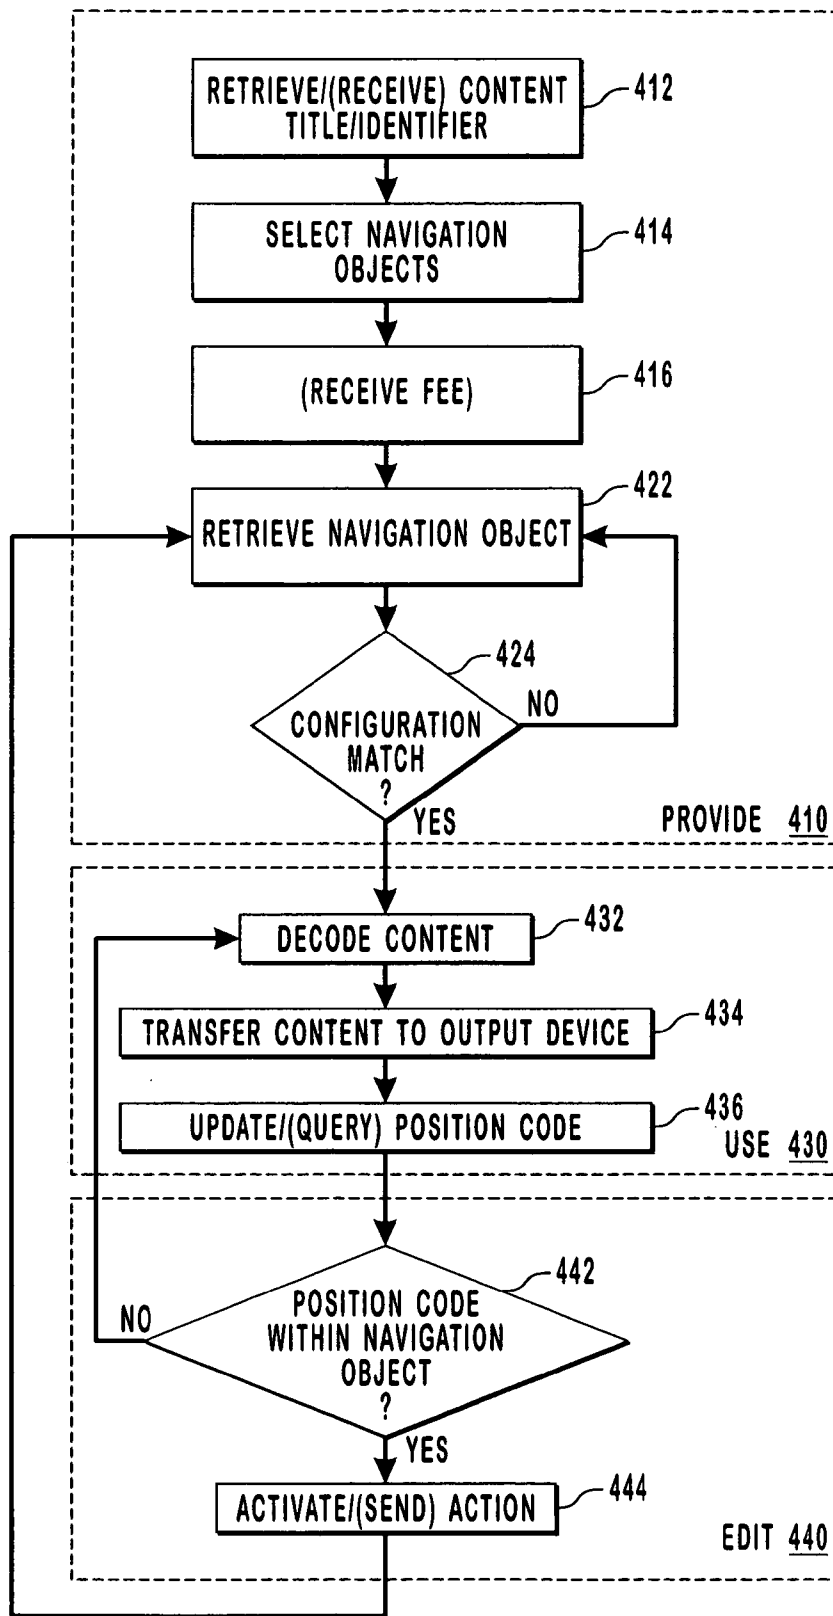 RETRIEVE/(RECEIVE) CONTENT
TITLE/IDENTIFIER
412
SELECT NAVIGATION
OBJECTS
414
(RECEIVE FEE)
416
422
RETRIEVE NAVIGATION OBJECT
424
CONFIGURATION
MATCH
?
NO
YES
PROVIDE 410
DECODE CONTENT
432
TRANSFER CONTENT TO OUTPUT DEVICE
434
UPDATE/(QUERY) POSITION CODE
436
USE 430
442
POSITION CODE
WITHIN NAVIGATION
OBJECT
?
NO
YES
ACTIVATE/(SEND) ACTION
444
EDIT 440